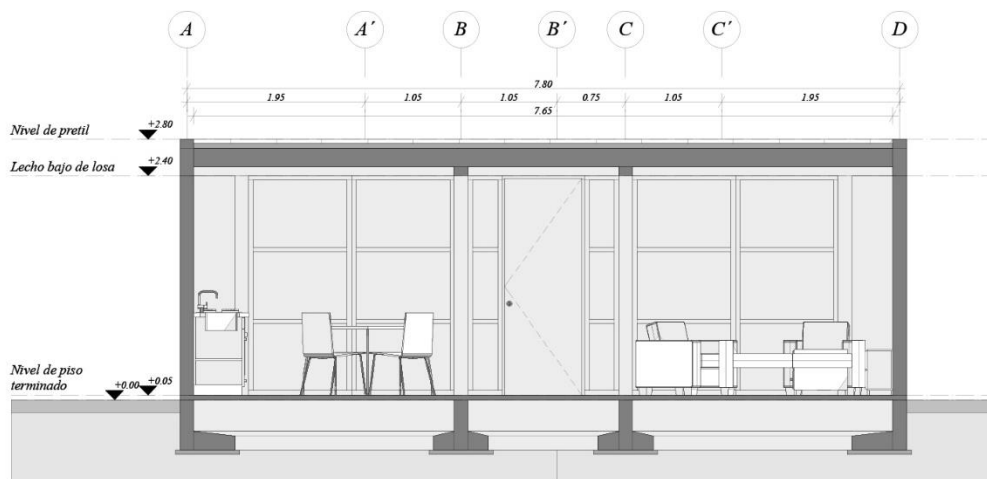 A A′ B B′ C C′ D
7.80
1.95 1.05 1.05 0.75 1.05 1.95
7.65
Nivel de pretil +2.80
Lecho bajo de losa +2.40
Nivel de piso
terminado +0.00 +0.05